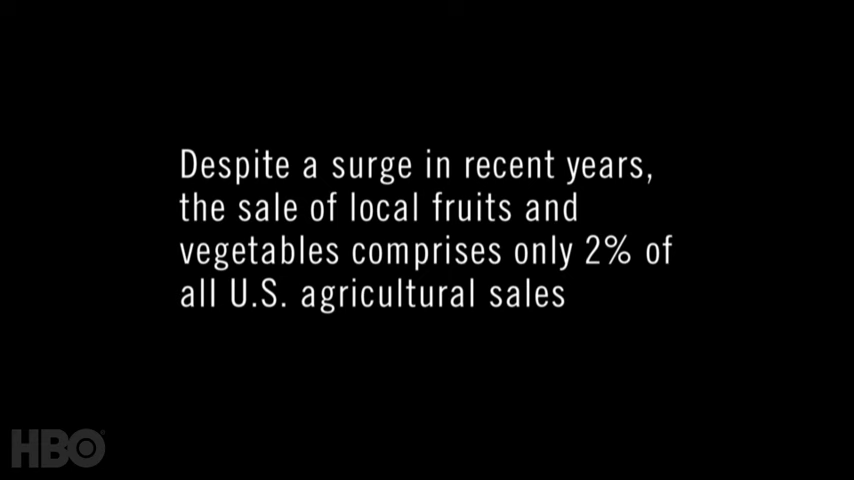 Despite a surge in recent years,
the sale of local fruits and
vegetables comprises only 2% of
all U.S. agricultural sales
HBO®